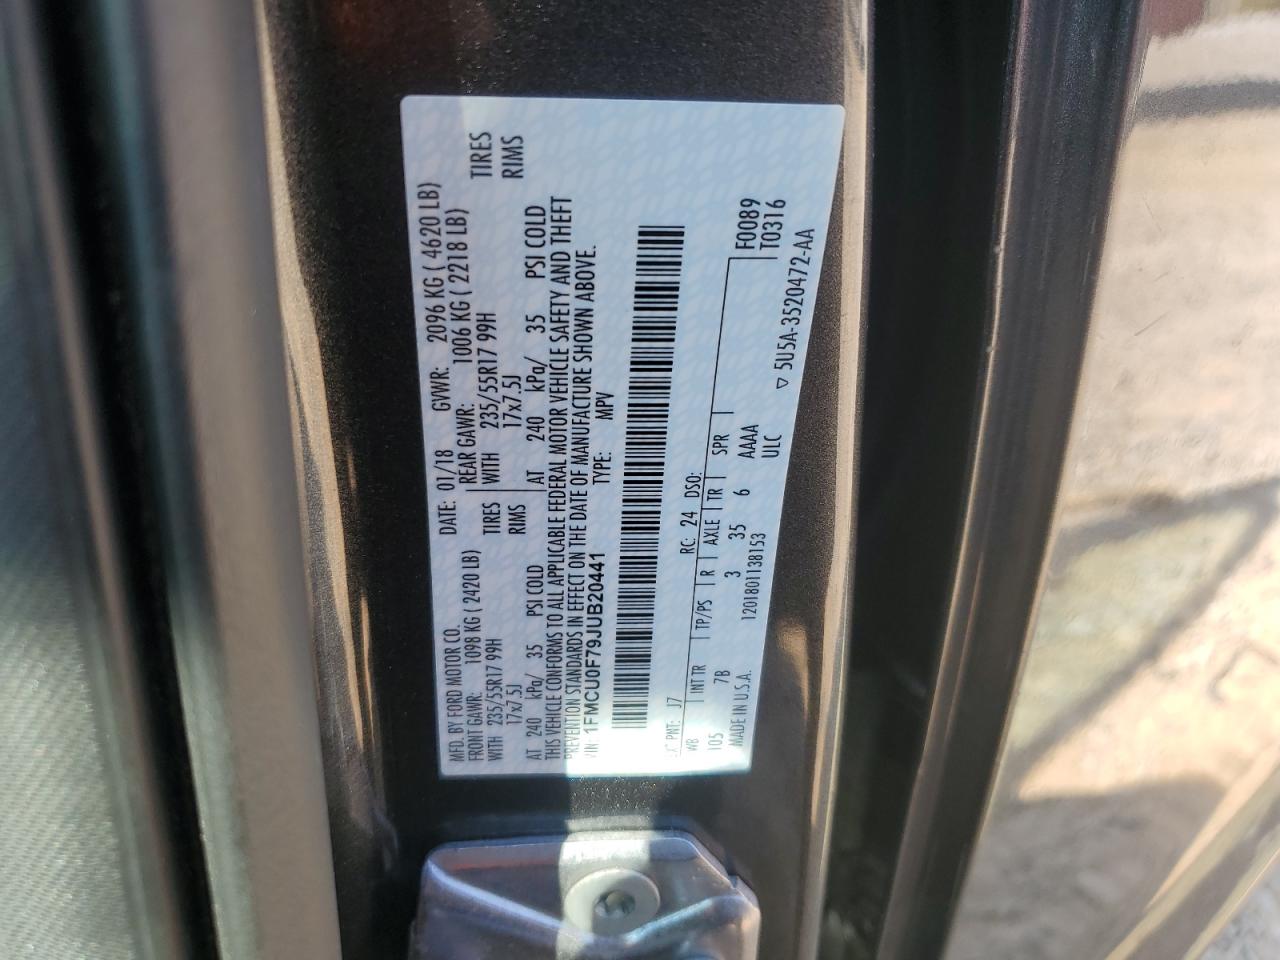 MFD. BY FORD MOTOR CO.
DATE: 01/18 GVWR: 2096 KG ( 4620 LB)
FRONT GAWR: 1098 KG ( 2420 LB) REAR GAWR: 1006 KG ( 2218 LB)
WITH 235/55R17 99H TIRES WITH 235/55R17 99H TIRES
17x7.5J RIMS 17x7.5J RIMS
AT 240 kPa/ 35 PSI COLD AT 240 kPa/ 35 PSI COLD
THIS VEHICLE CONFORMS TO ALL APPLICABLE FEDERAL MOTOR VEHICLE SAFETY AND THEFT
PREVENTION STANDARDS IN EFFECT ON THE DATE OF MANUFACTURE SHOWN ABOVE.
VIN: 1FMCU0F79JUB20441 TYPE: MPV
EXT PNT: J7 RC: 24 DSO: F0089
WB INT TR TP/PS R AXLE TR SPR T0316
105 7B 3 35 6 AAAA
MADE IN U.S.A. 1201801138153 ULC
▽ 5U5A-3520472-AA